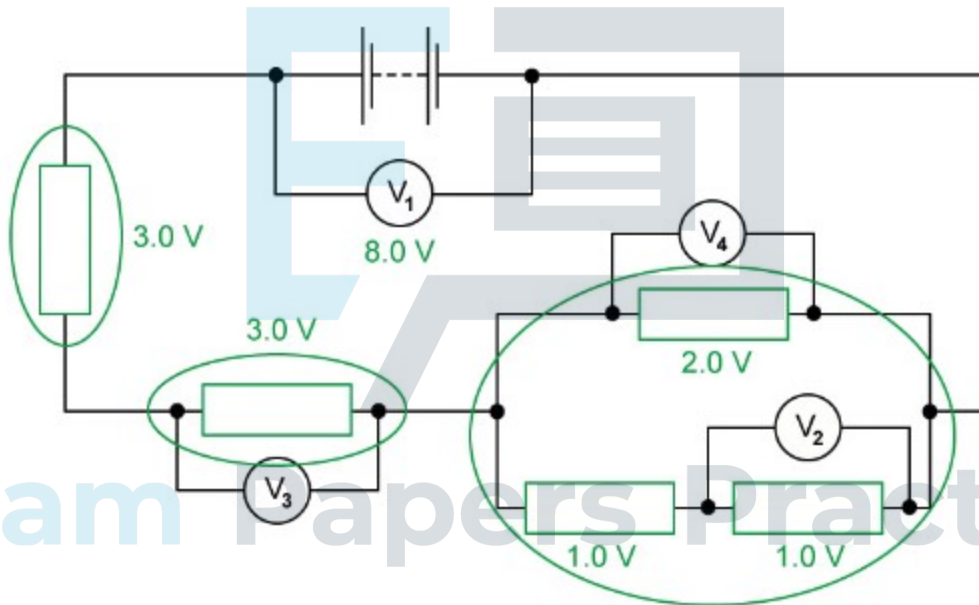 V1
3.0 V
8.0 V
V4
3.0 V
2.0 V
V2
V3
am Papers Pract
1.0 V
1.0 V